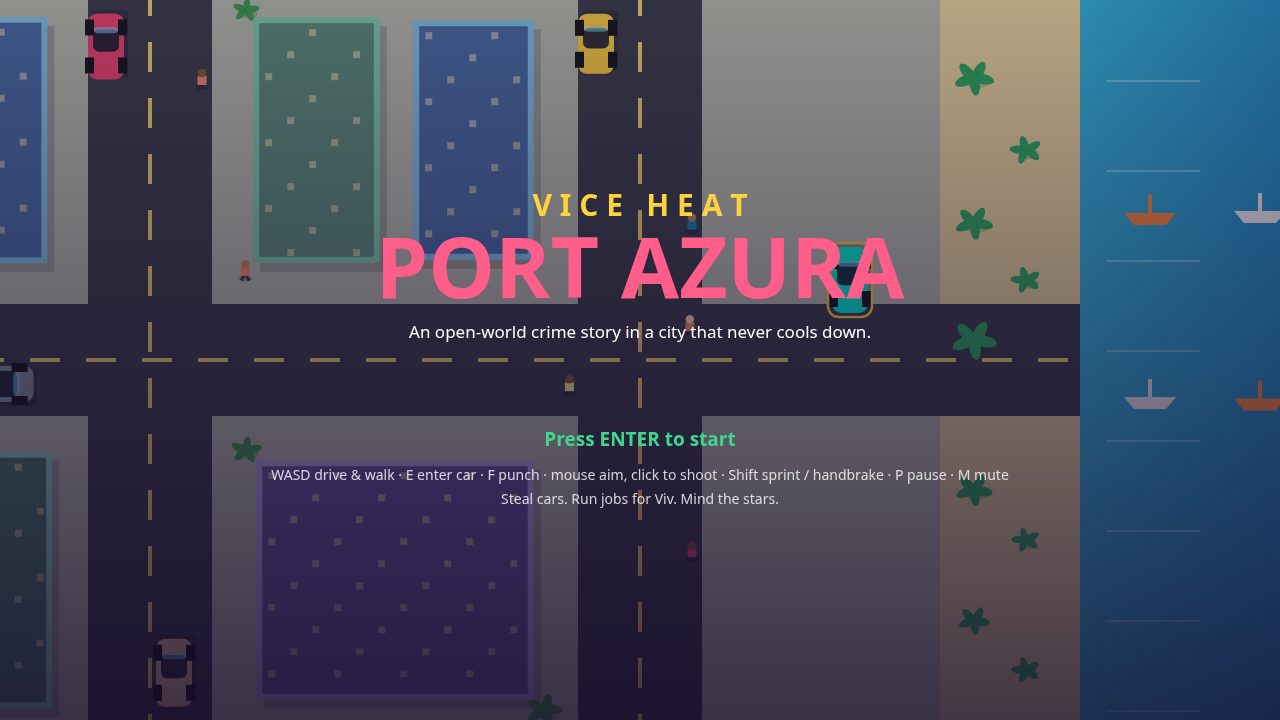 VICE HEAT
PORT AZURA
An open-world crime story in a city that never cools down.
Press ENTER to start
WASD drive & walk · E enter car · F punch · mouse aim, click to shoot · Shift sprint / handbrake · P pause · M mute
Steal cars. Run jobs for Viv. Mind the stars.